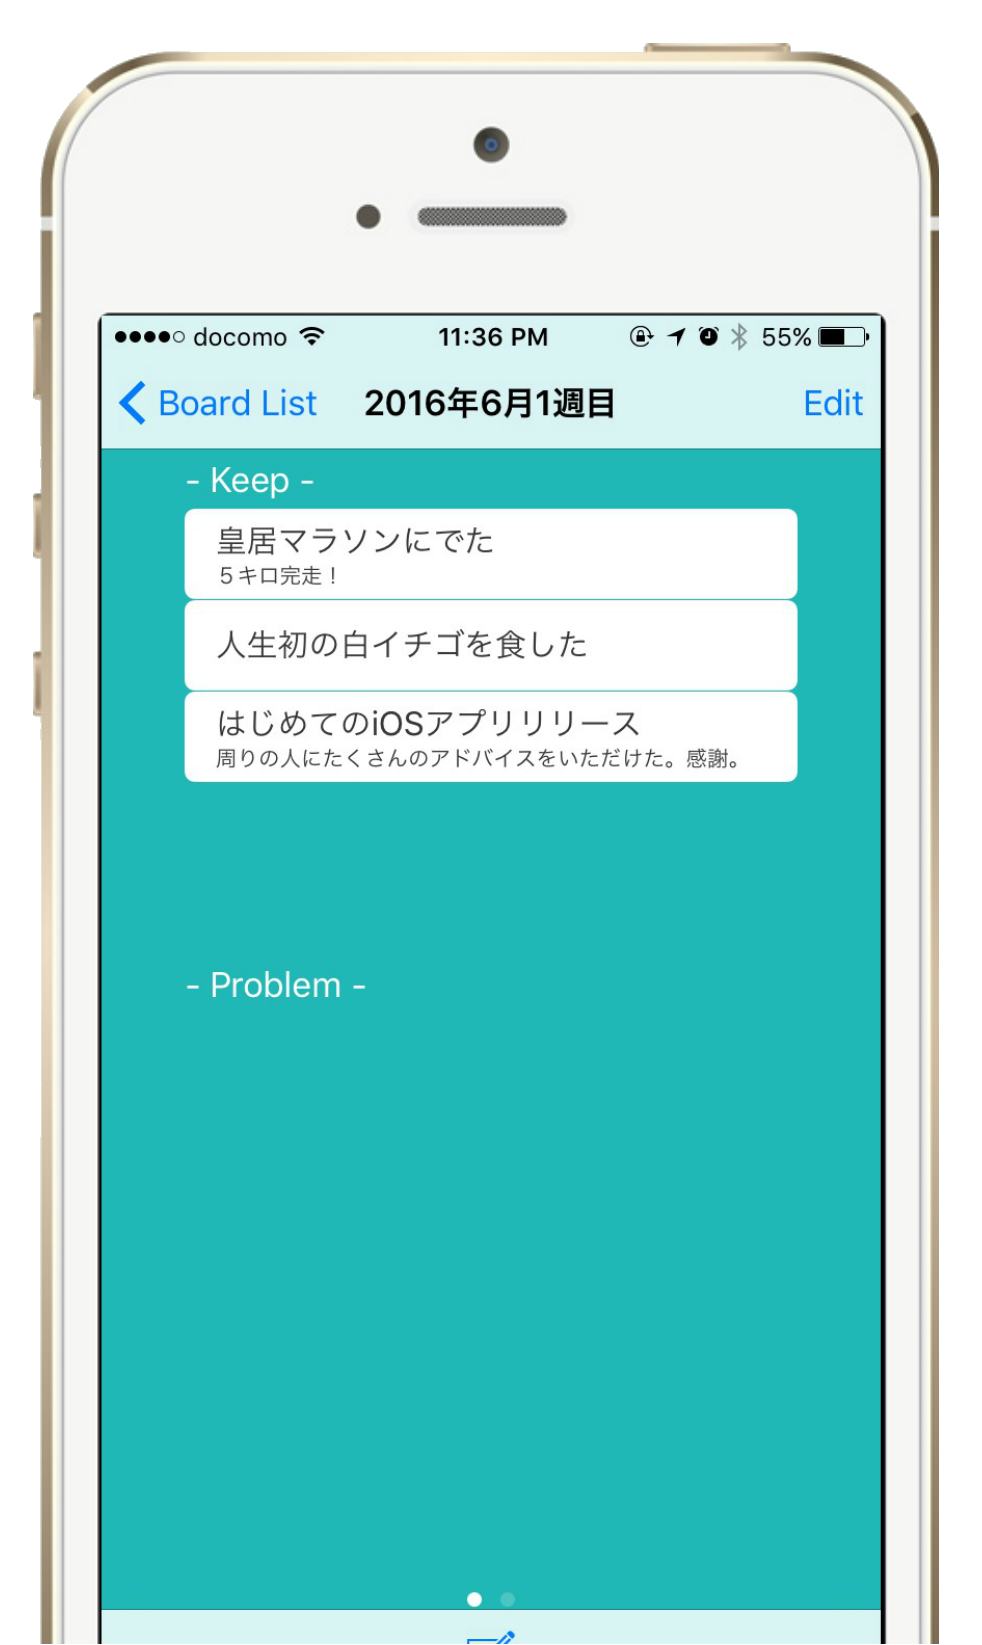 docomo 11:36 PM 55%
Board List 2016年6月1週目 Edit
- Keep -
皇居マラソンにでた
５キロ完走！
人生初の白イチゴを食した
はじめてのiOSアプリリリース
周りの人にたくさんのアドバイスをいただけた。感謝。
- Problem -